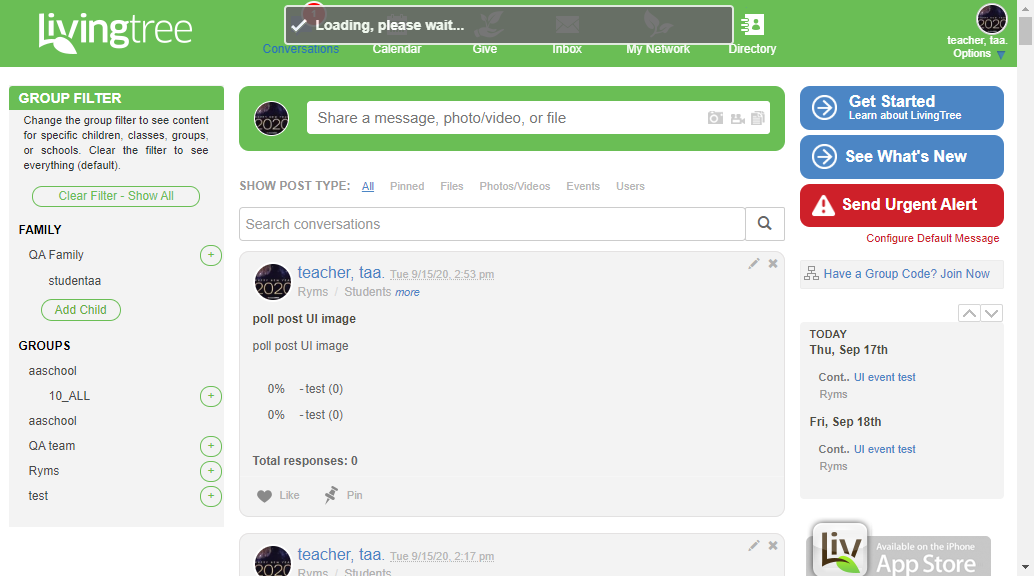 livingtree
1
Loading, please wait...
Conversations
Calendar
Give
Inbox
My Network
Directory
teacher, taa.
Options
GROUP FILTER
Change the group filter to see content
for specific children, classes, groups,
or schools. Clear the filter to see
everything (default).
Clear Filter - Show All
FAMILY
QA Family
+
studentaa
Add Child
GROUPS
aaschool
10_ALL
+
aaschool
QA team
+
Ryms
+
test
+
2020
Share a message, photo/video, or file
SHOW POST TYPE: All Pinned Files Photos/Videos Events Users
Search conversations
2020
teacher, taa. Tue 9/15/20, 2:53 pm
Ryms / Students more
poll post UI image
poll post UI image
0% - test (0)
0% - test (0)
Total responses: 0
Like
Pin
teacher, taa. Tue 9/15/20, 2:17 pm
Ryms / Students
2020
Get Started
Learn about LivingTree
See What's New
Send Urgent Alert
Configure Default Message
Have a Group Code? Join Now
TODAY
Thu, Sep 17th
Cont.. UI event test
Ryms
Fri, Sep 18th
Cont.. UI event test
Ryms
Liv
Available on the iPhone
App Store